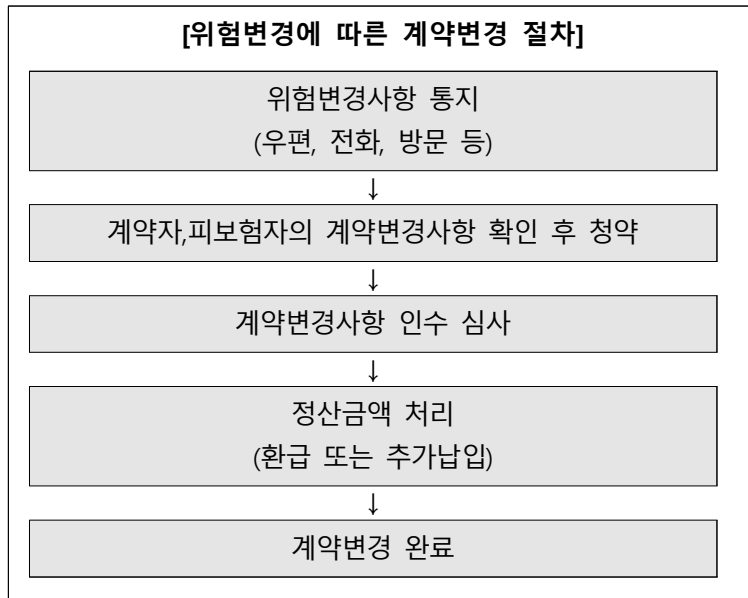 [위험변경에 따른 계약변경 절차]
위험변경사항 통지
(우편, 전화, 방문 등)
↓
계약자,피보험자의 계약변경사항 확인 후 청약
↓
계약변경사항 인수 심사
↓
정산금액 처리
(환급 또는 추가납입)
↓
계약변경 완료